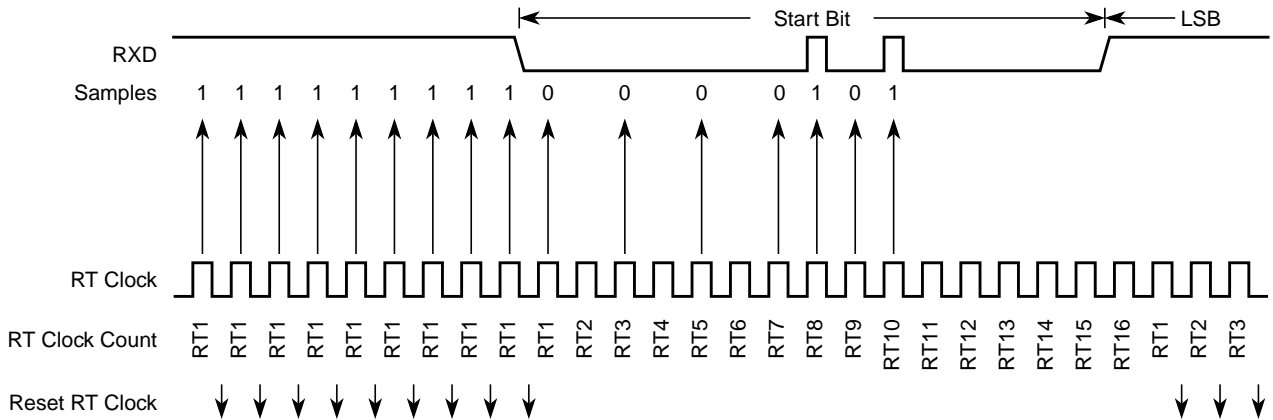 Start Bit LSB
RXD
Samples 1 1 1 1 1 1 1 1 1 0 0 0 0 1 0 1
RT Clock
RT Clock Count RT1 RT1 RT1 RT1 RT1 RT1 RT1 RT1 RT1 RT1 RT2 RT3 RT4 RT5 RT6 RT7 RT8 RT9 RT10 RT11 RT12 RT13 RT14 RT15 RT16 RT1 RT2 RT3
Reset RT Clock